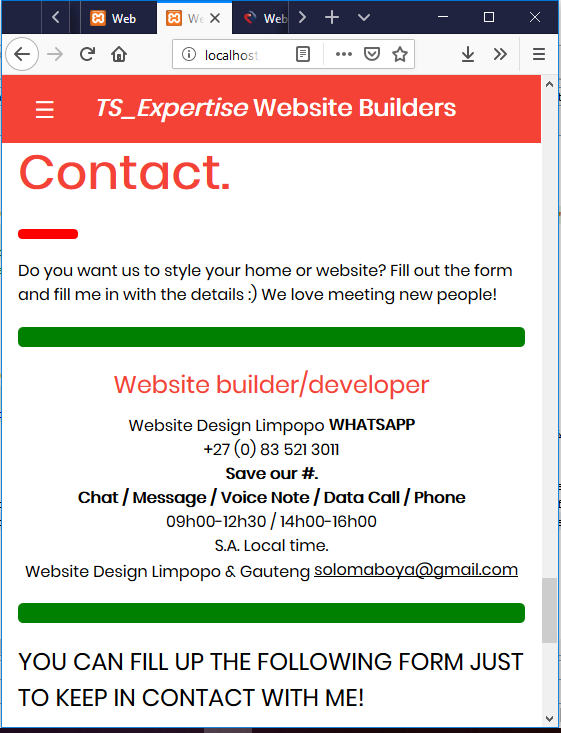 Web
We
Web
localhost
☰ TS_Expertise Website Builders
Contact.
Do you want us to style your home or website? Fill out the form
and fill me in with the details :) We love meeting new people!
Website builder/developer
Website Design Limpopo WHATSAPP
+27 (0) 83 521 3011
Save our #.
Chat / Message / Voice Note / Data Call / Phone
09h00-12h30 / 14h00-16h00
S.A. Local time.
Website Design Limpopo & Gauteng solomaboya@gmail.com
YOU CAN FILL UP THE FOLLOWING FORM JUST
TO KEEP IN CONTACT WITH ME!